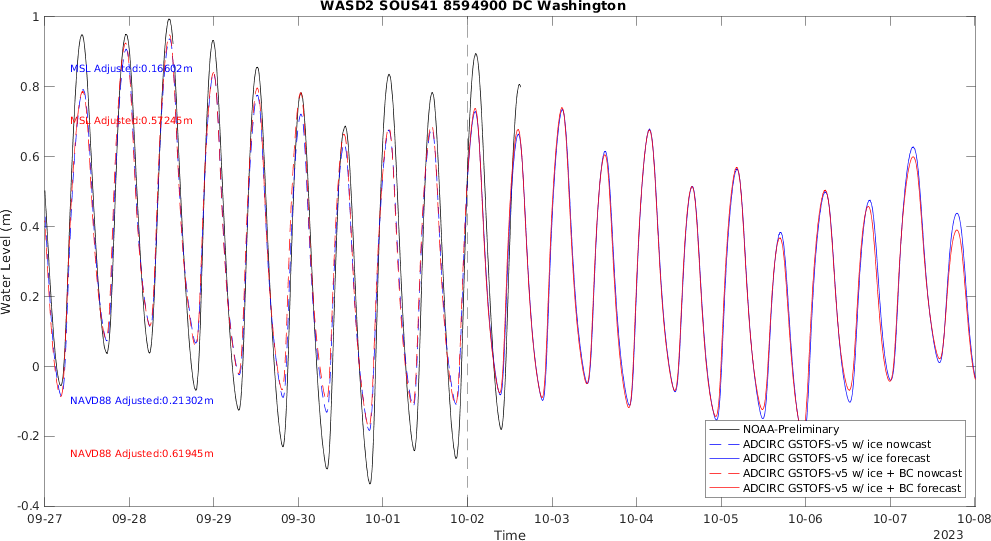 WASD2 SOUS41 8594900 DC Washington
1
0.8
0.6
0.4
0.2
0
-0.2
-0.4
Water Level (m)
MSL Adjusted:0.16602m
MSL Adjusted:0.57245m
NAVD88 Adjusted:0.21302m
NAVD88 Adjusted:0.61945m
NOAA-Preliminary
ADCIRC GSTOFS-v5 w/ ice nowcast
ADCIRC GSTOFS-v5 w/ ice forecast
ADCIRC GSTOFS-v5 w/ ice + BC nowcast
ADCIRC GSTOFS-v5 w/ ice + BC forecast
09-27 09-28 09-29 09-30 10-01 10-02 10-03 10-04 10-05 10-06 10-07 10-08
Time
2023